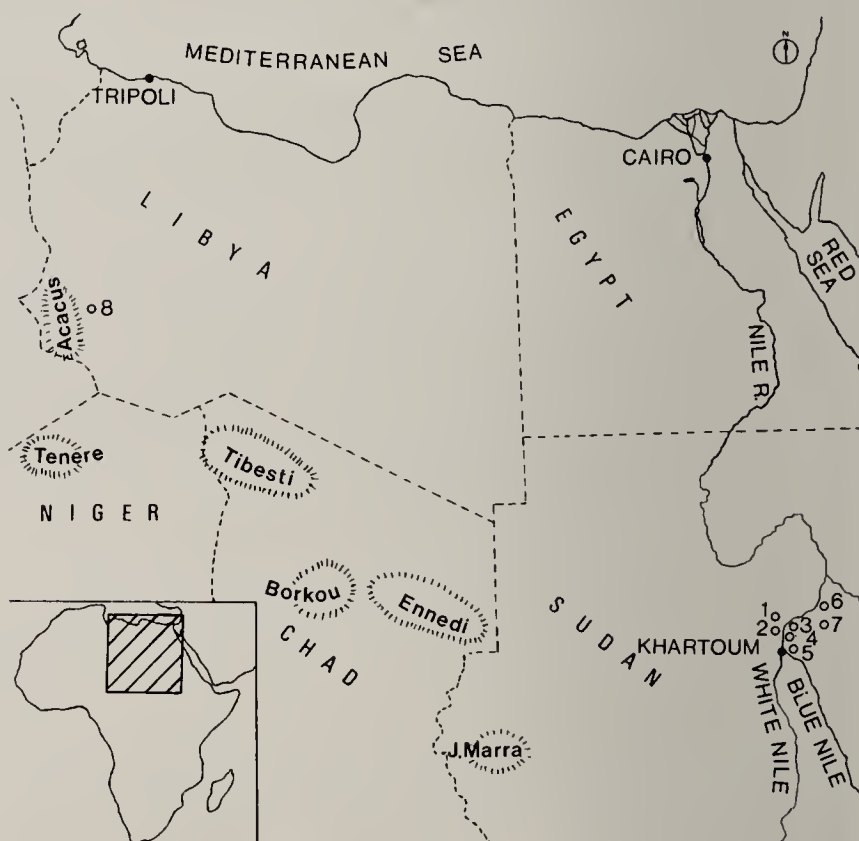 N
MEDITERRANEAN SEA
TRIPOLI
CAIRO
LIBYA
EGYPT
RED
SEA
Acacus
8
NILE R.
Tenere
Tibesti
NIGER
Borkou
Ennedi
CHAD
SUDAN
1
2
3
4
5
6
7
KHARTOUM
WHITE NILE
BLUE NILE
J.Marra